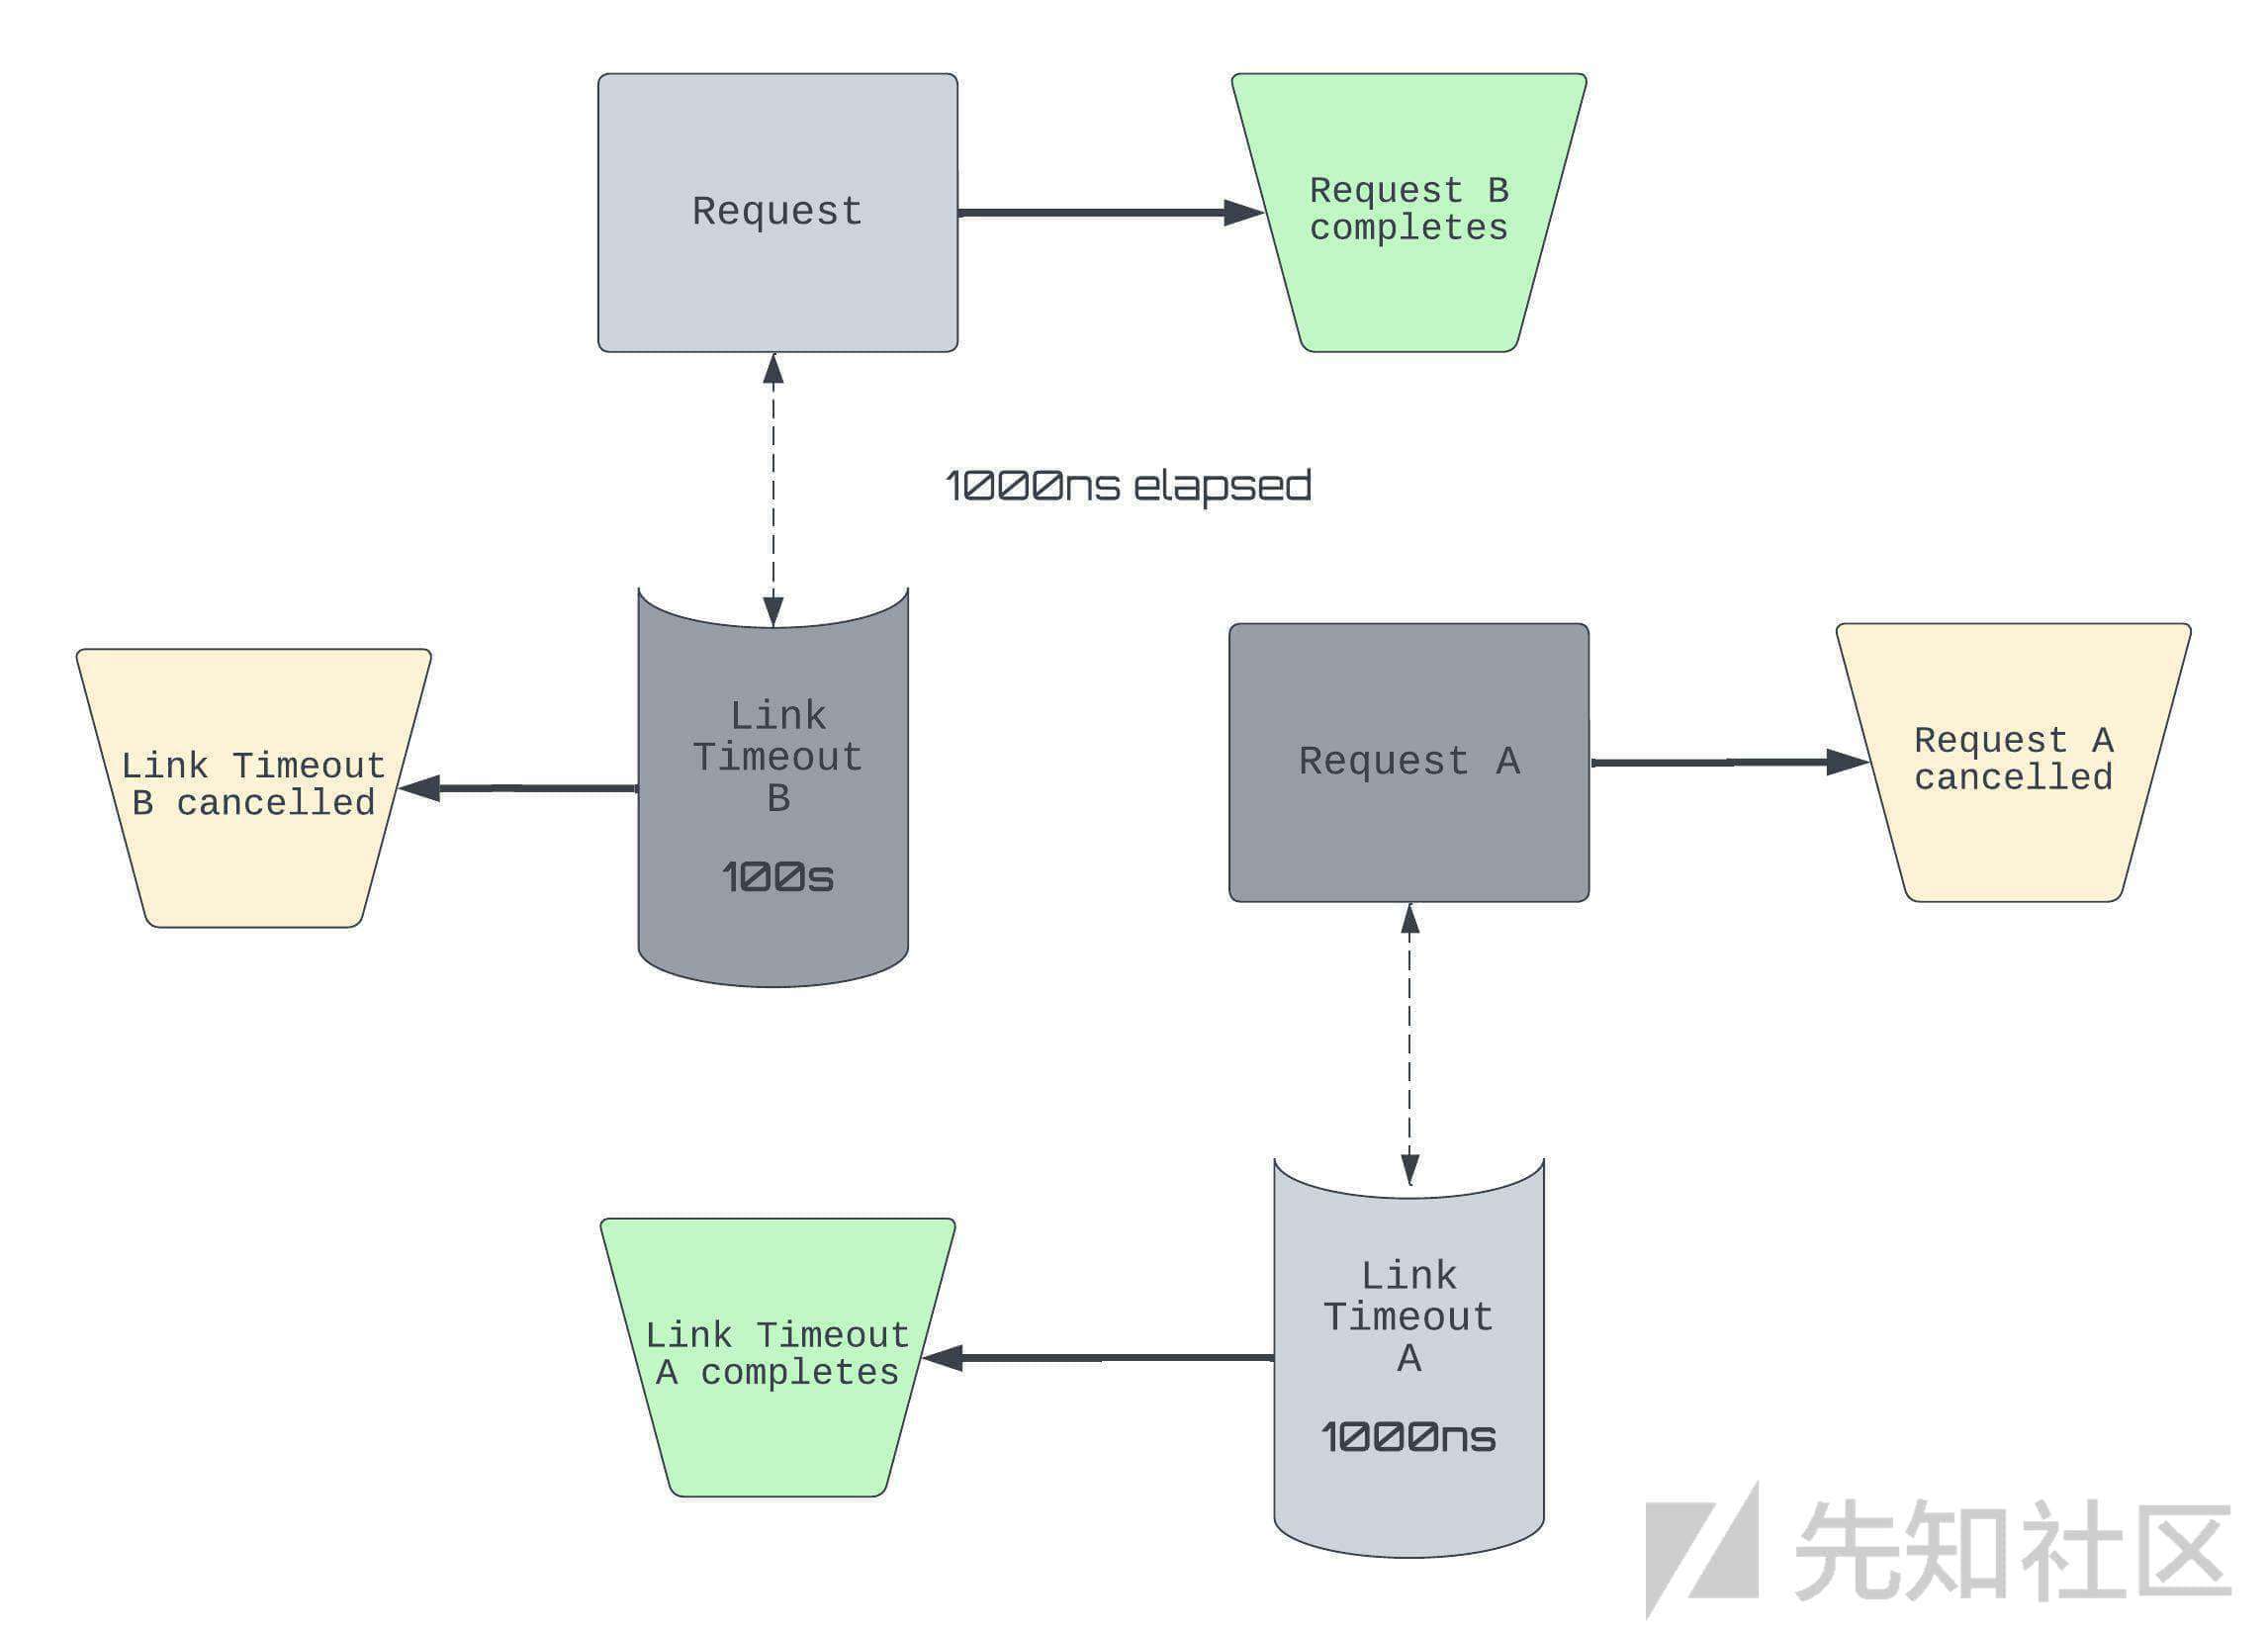 Request
Request B
completes
1000ns elapsed
Link Timeout
B cancelled
Link
Timeout
B
100s
Request A
Request A
cancelled
Link Timeout
A completes
Link
Timeout
A
1000ns
先知社区